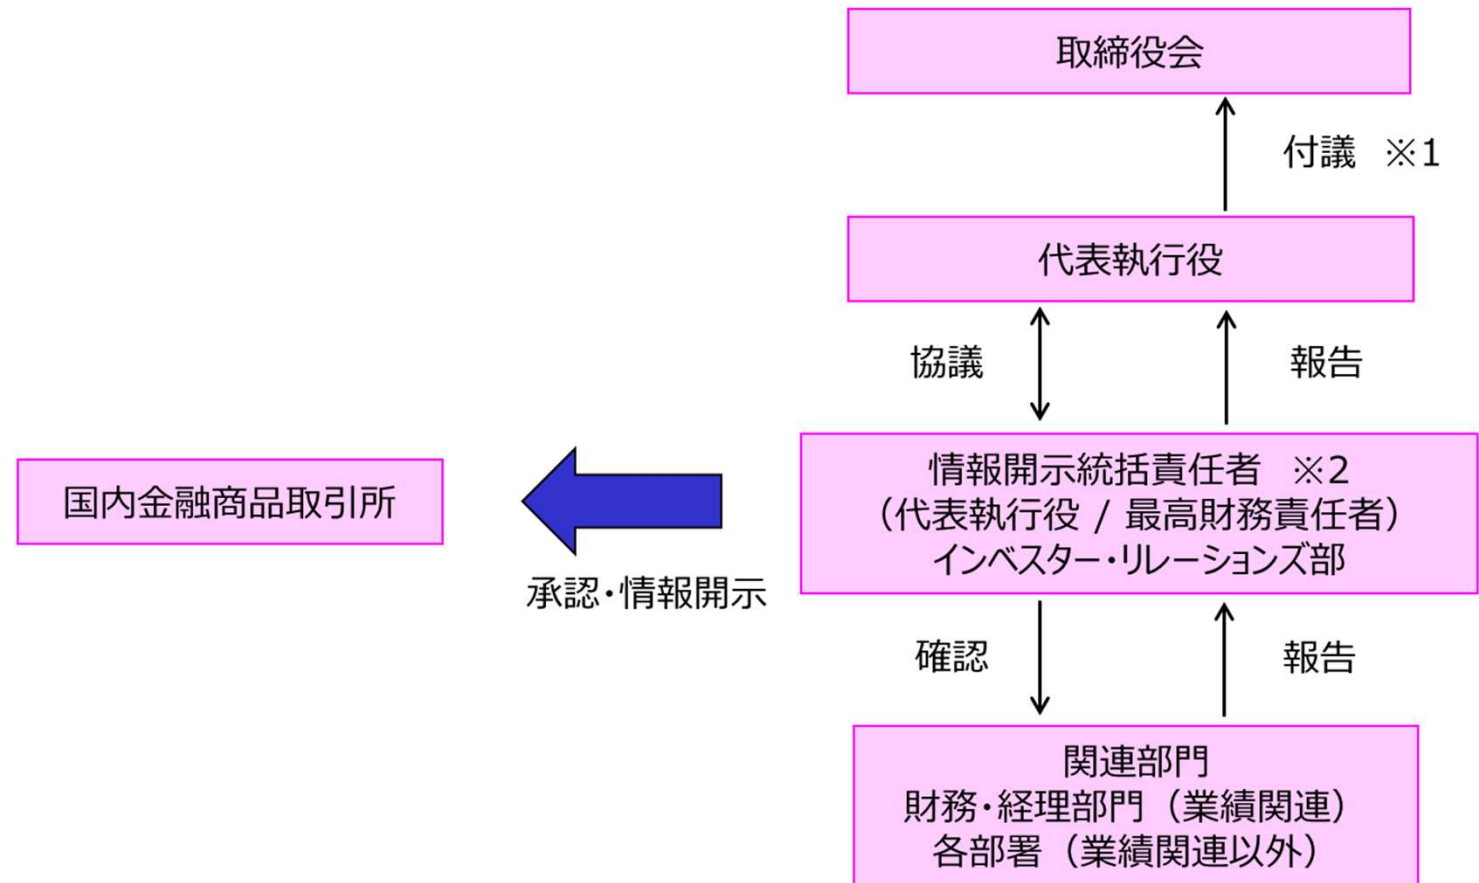 取締役会
付議 ※1
代表執行役
協議
報告
情報開示統括責任者 ※2
（代表執行役 / 最高財務責任者）
インベスター・リレーションズ部
国内金融商品取引所
承認・情報開示
確認
報告
関連部門
財務・経理部門（業績関連）
各部署（業績関連以外）